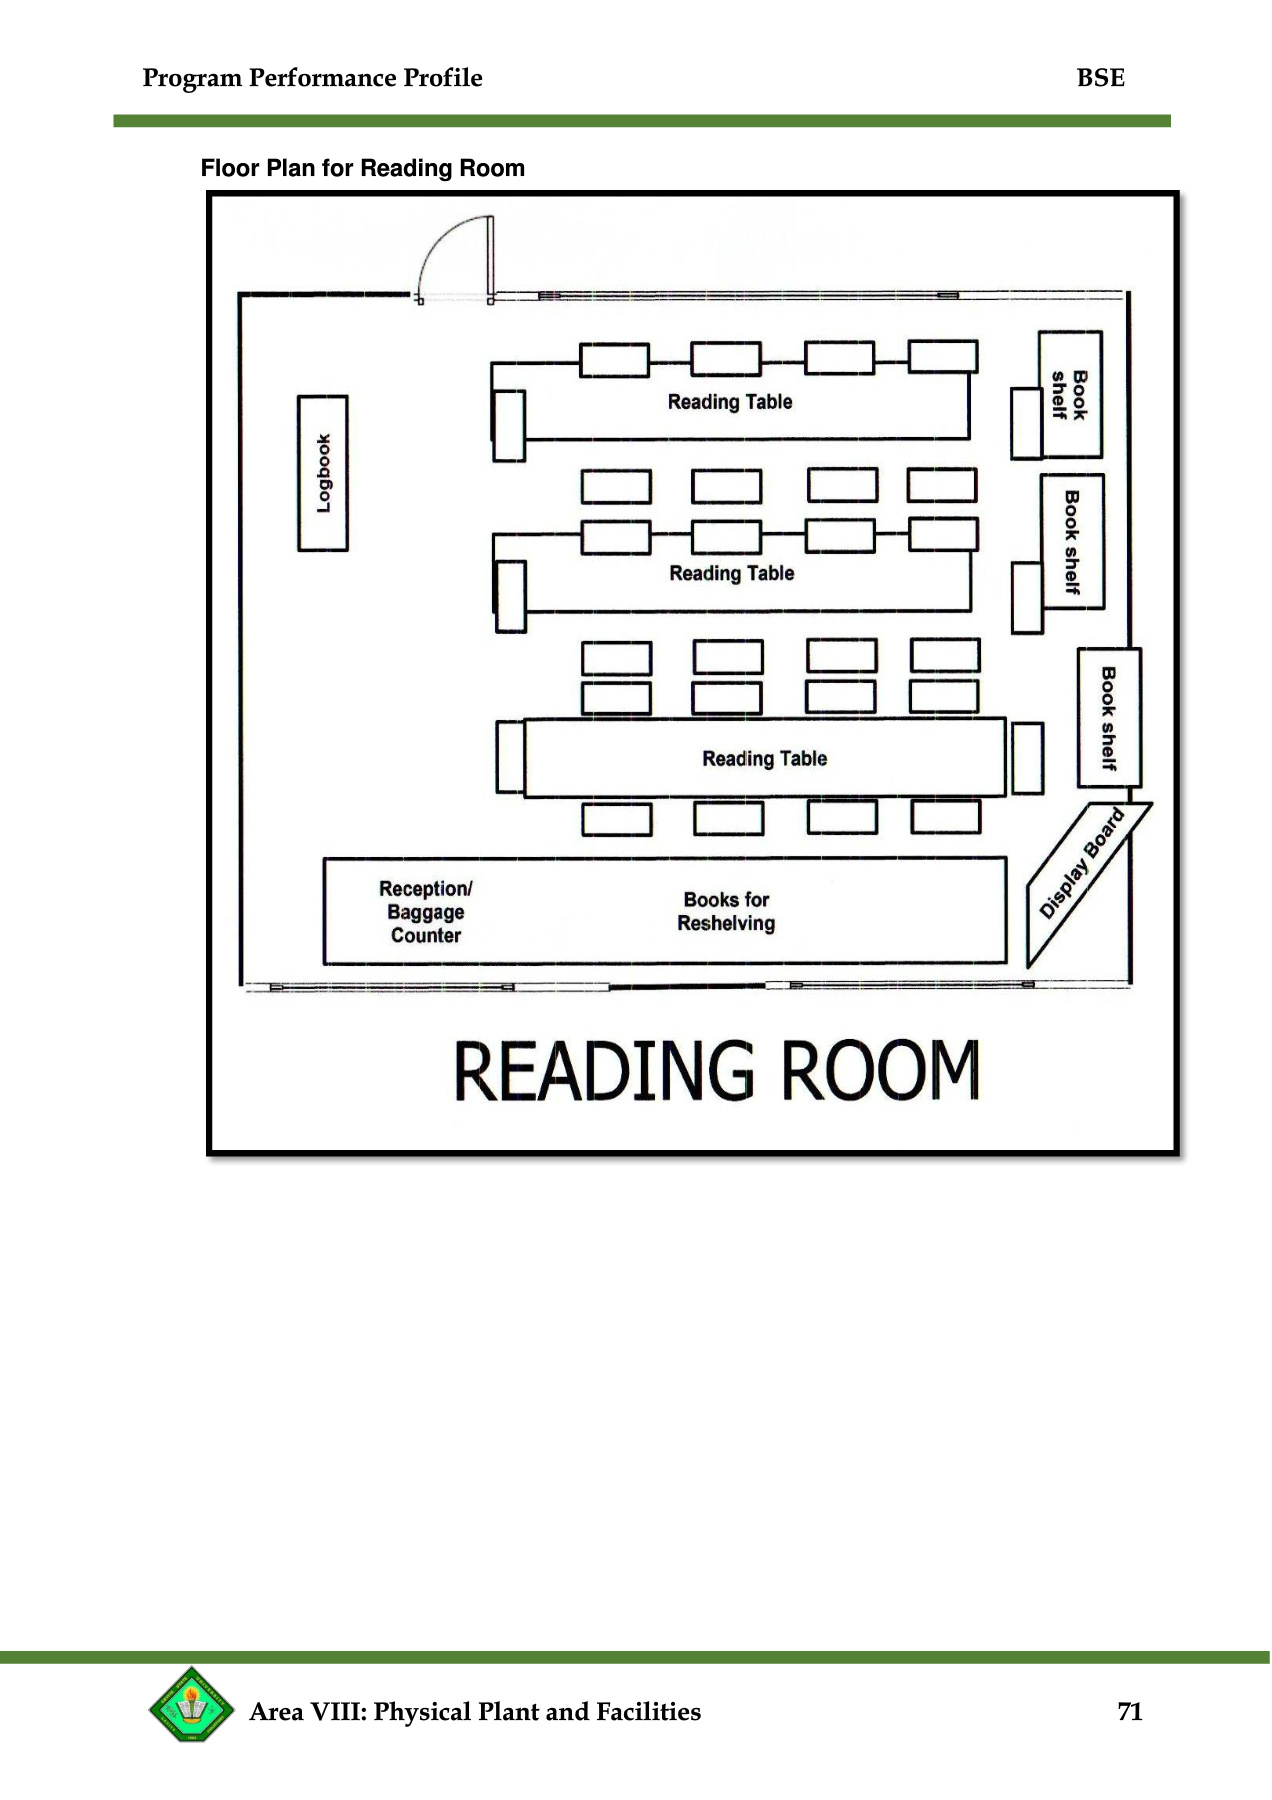 Program Performance Profile BSE
Floor Plan for Reading Room
Reading Table
Book
shelf
Logbook
Book shelf
Reading Table
Book shelf
Reading Table
Display Board
Reception/
Baggage
Counter
Books for
Reshelving
READING ROOM
Area VIII: Physical Plant and Facilities 71